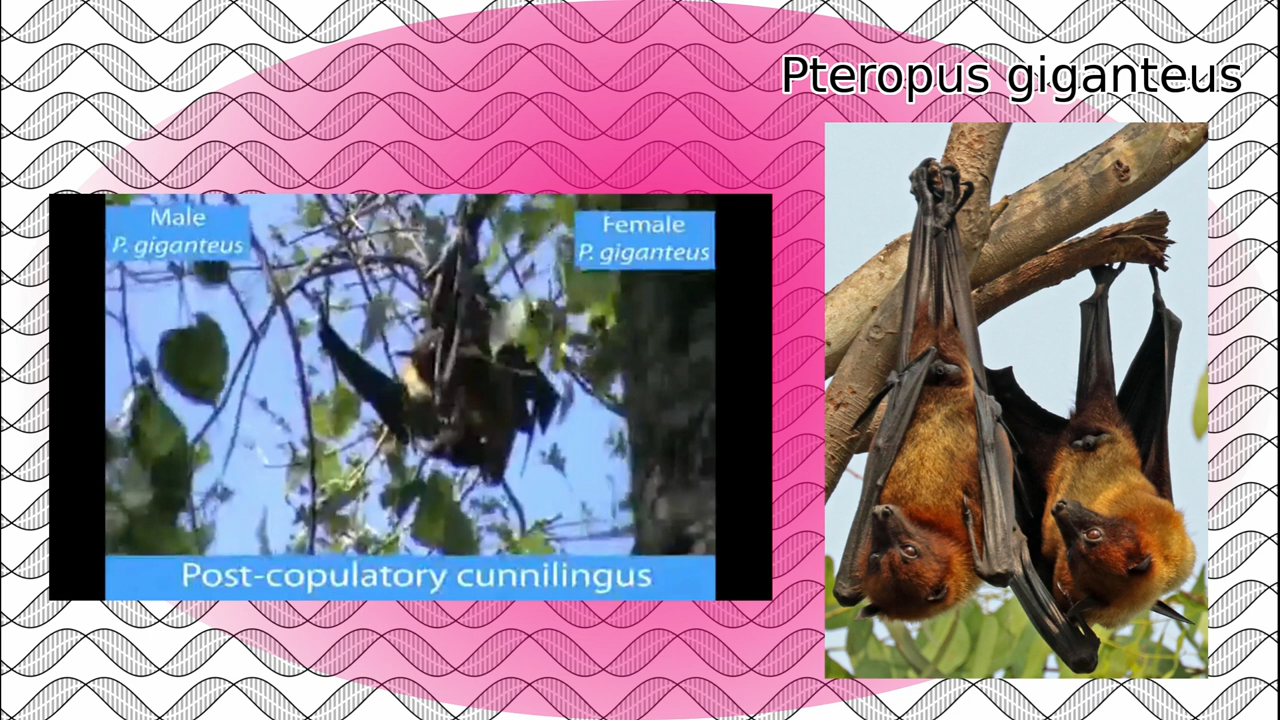 Pteropus giganteus
Male
P. giganteus
Female
P. giganteus
Post-copulatory cunnilingus